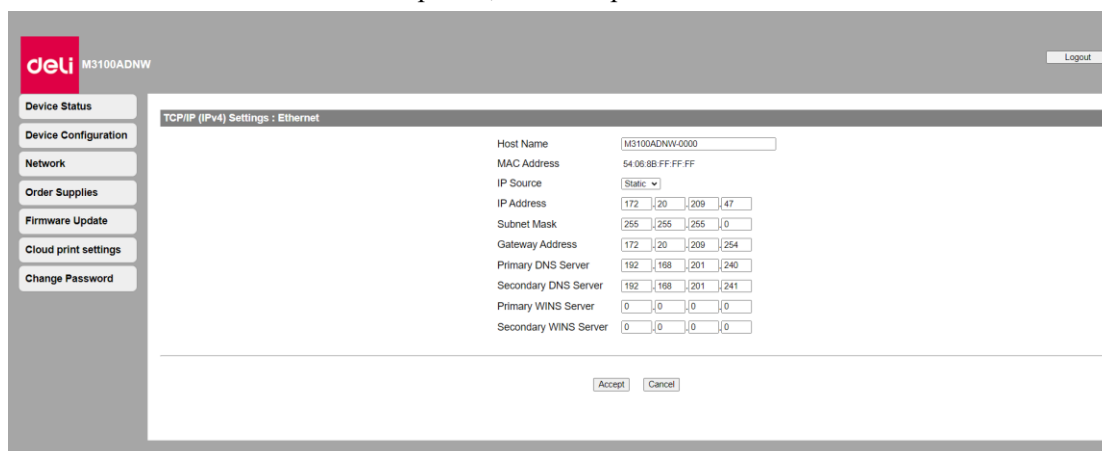 deli M3100ADNW
Logout
Device Status
Device Configuration
Network
Order Supplies
Firmware Update
Cloud print settings
Change Password
TCP/IP (IPv4) Settings : Ethernet
Host Name M3100ADNW-0000
MAC Address 54:06:8B:FF:FF:FF
IP Source Static
IP Address 172 . 20 . 209 . 47
Subnet Mask 255 . 255 . 255 . 0
Gateway Address 172 . 20 . 209 . 254
Primary DNS Server 192 . 168 . 201 . 240
Secondary DNS Server 192 . 168 . 201 . 241
Primary WINS Server 0 . 0 . 0 . 0
Secondary WINS Server 0 . 0 . 0 . 0
Accept Cancel